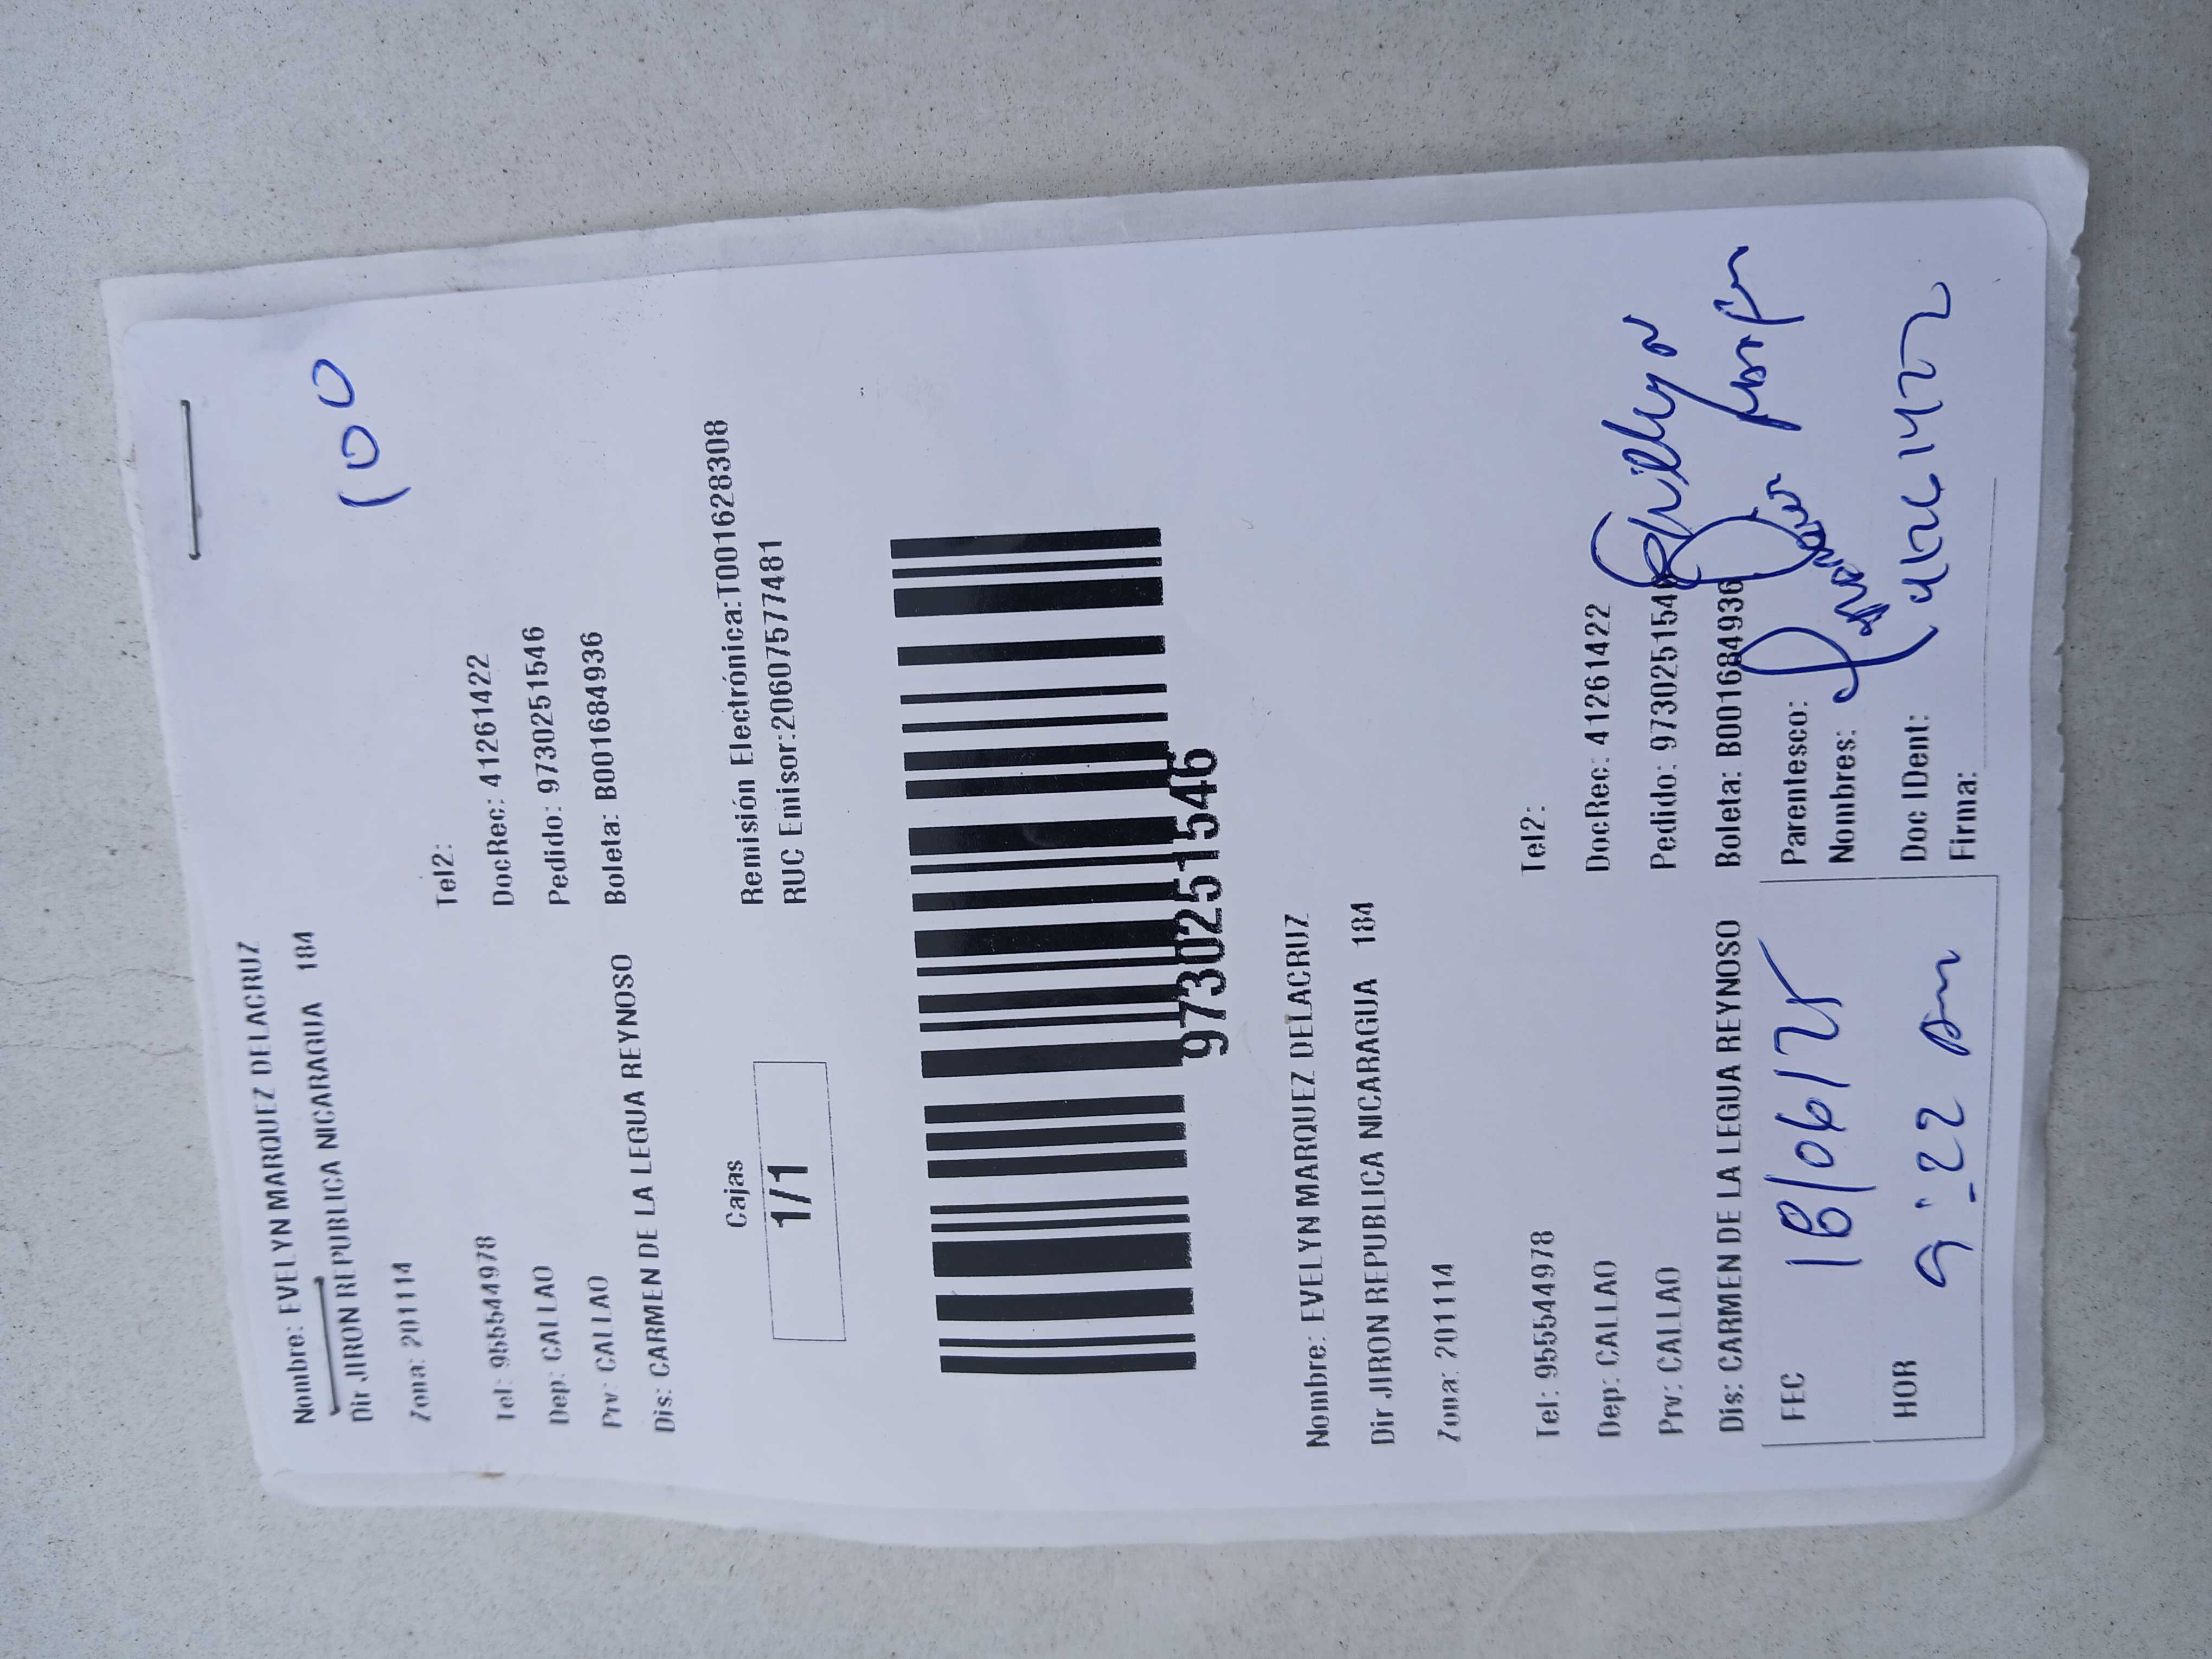 100
Nombre: EVELYN MARQUEZ DELACRUZ
Dir JIRON REPUBLICA NICARAGUA 184
Zona: 201114
Tel2:
Tel: 955544978
DocRec: 41261422
Dep: CALLAO
Pedido: 9730251546
Prv: CALLAO
Boleta: B001684936
Dis: CARMEN DE LA LEGUA REYNOSO
Cajas
1/1
Remisión Electrónica:T001628308
RUC Emisor:20607577481
9730251546
Nombre: EVELYN MARQUEZ DELACRUZ
Dir JIRON REPUBLICA NICARAGUA 184
Zona: 201114
Tel2:
Tel: 955544978
DocRec: 41261422
Dep: CALLAO
Pedido: 9730251546
Prv: CALLAO
Boleta: B001684936
Dis: CARMEN DE LA LEGUA REYNOSO
FEC 18/06/25
Parentesco:
Nombres:
HOR 9:22 am
Doc IDent: 41261422
Firma: